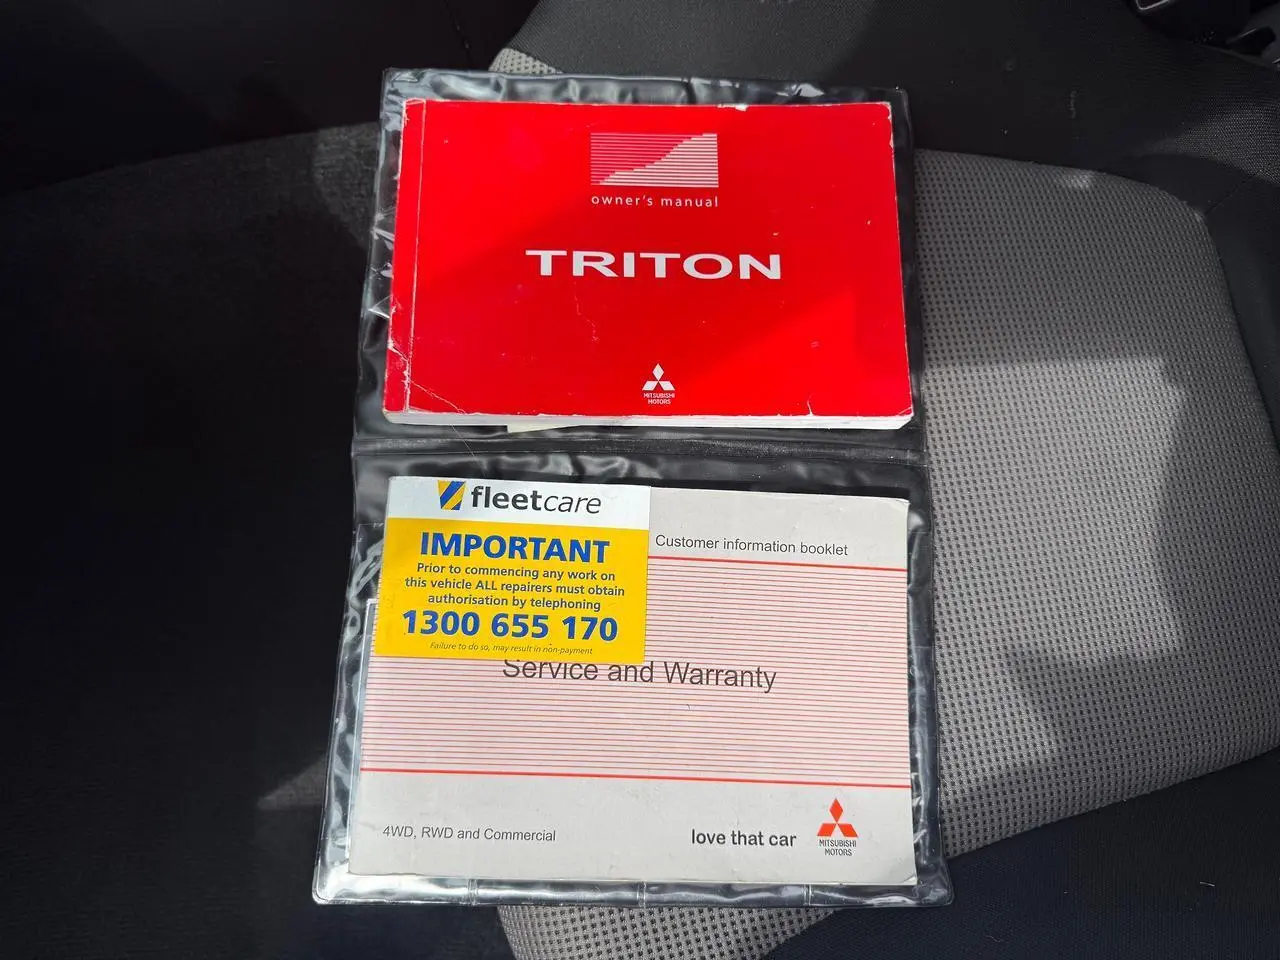 owner's manual
TRITON
MITSUBISHI
MOTORS
fleetcare
IMPORTANT
Prior to commencing any work on
this vehicle ALL repairers must obtain
authorisation by telephoning
1300 655 170
Failure to do so, may result in non-payment
Customer information booklet
Service and Warranty
4WD, RWD and Commercial
love that car
MITSUBISHI
MOTORS